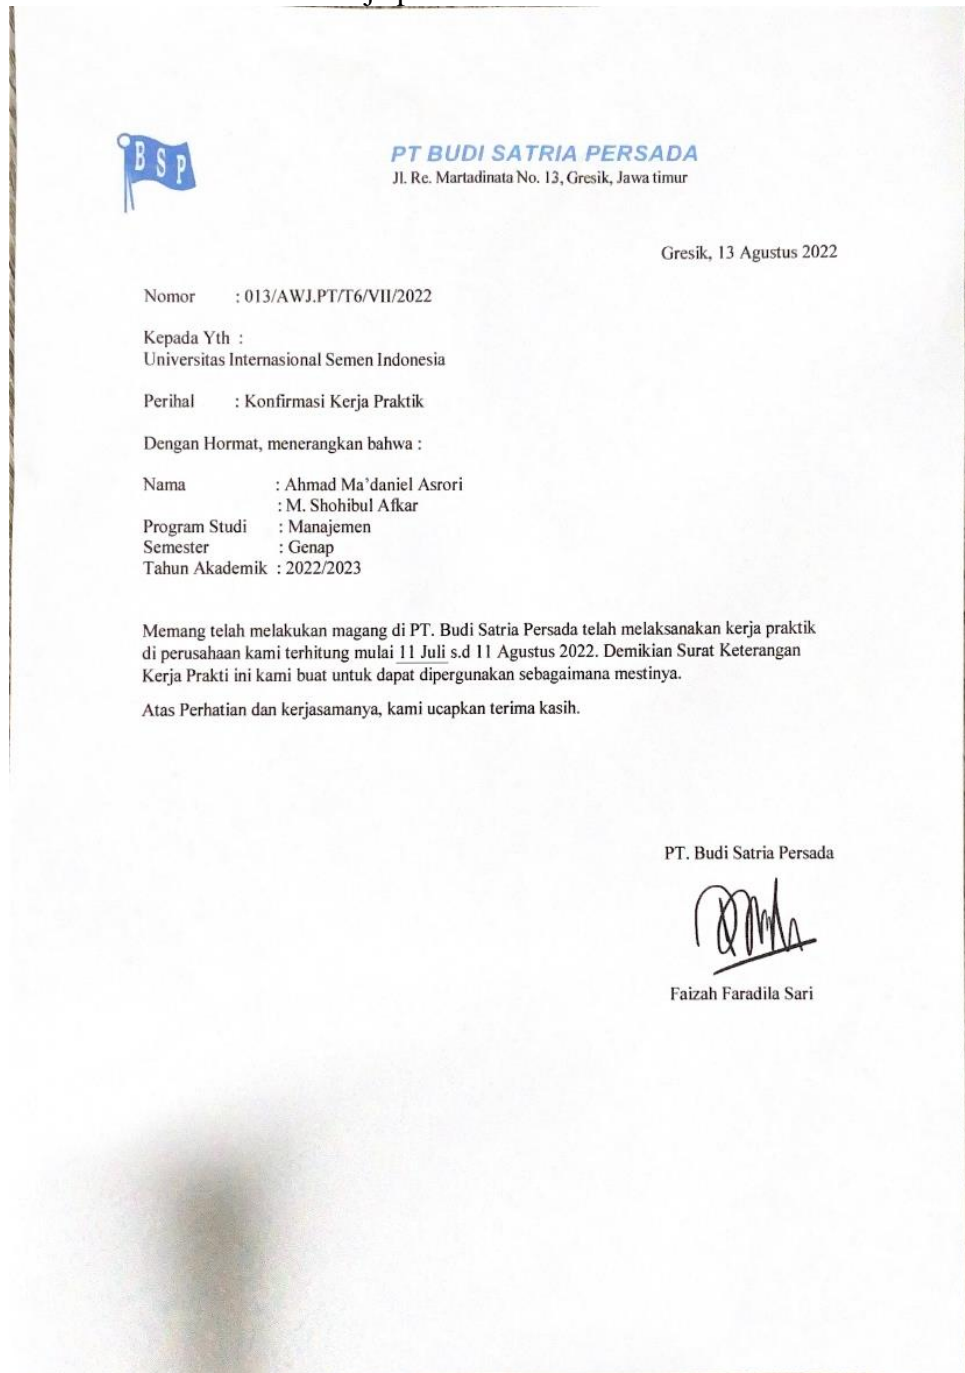 BSP
PT BUDI SATRIA PERSADA
Jl. Re. Martadinata No. 13, Gresik, Jawa timur
Gresik, 13 Agustus 2022
Nomor : 013/AWJ.PT/T6/VII/2022
Kepada Yth :
Universitas Internasional Semen Indonesia
Perihal : Konfirmasi Kerja Praktik
Dengan Hormat, menerangkan bahwa :
Nama : Ahmad Ma’daniel Asrori
: M. Shohibul Afkar
Program Studi : Manajemen
Semester : Genap
Tahun Akademik : 2022/2023
Memang telah melakukan magang di PT. Budi Satria Persada telah melaksanakan kerja praktik
di perusahaan kami terhitung mulai 11 Juli s.d 11 Agustus 2022. Demikian Surat Keterangan
Kerja Prakti ini kami buat untuk dapat dipergunakan sebagaimana mestinya.
Atas Perhatian dan kerjasamanya, kami ucapkan terima kasih.
PT. Budi Satria Persada
Faizah Faradila Sari